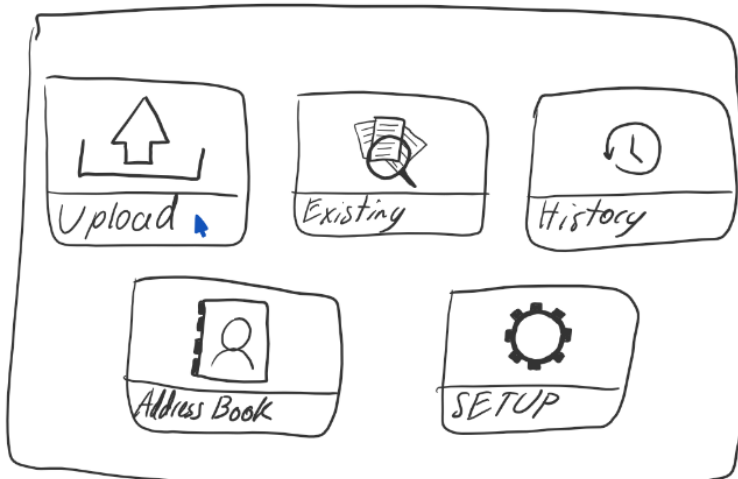 Upload
Existing
History
Address Book
SETUP